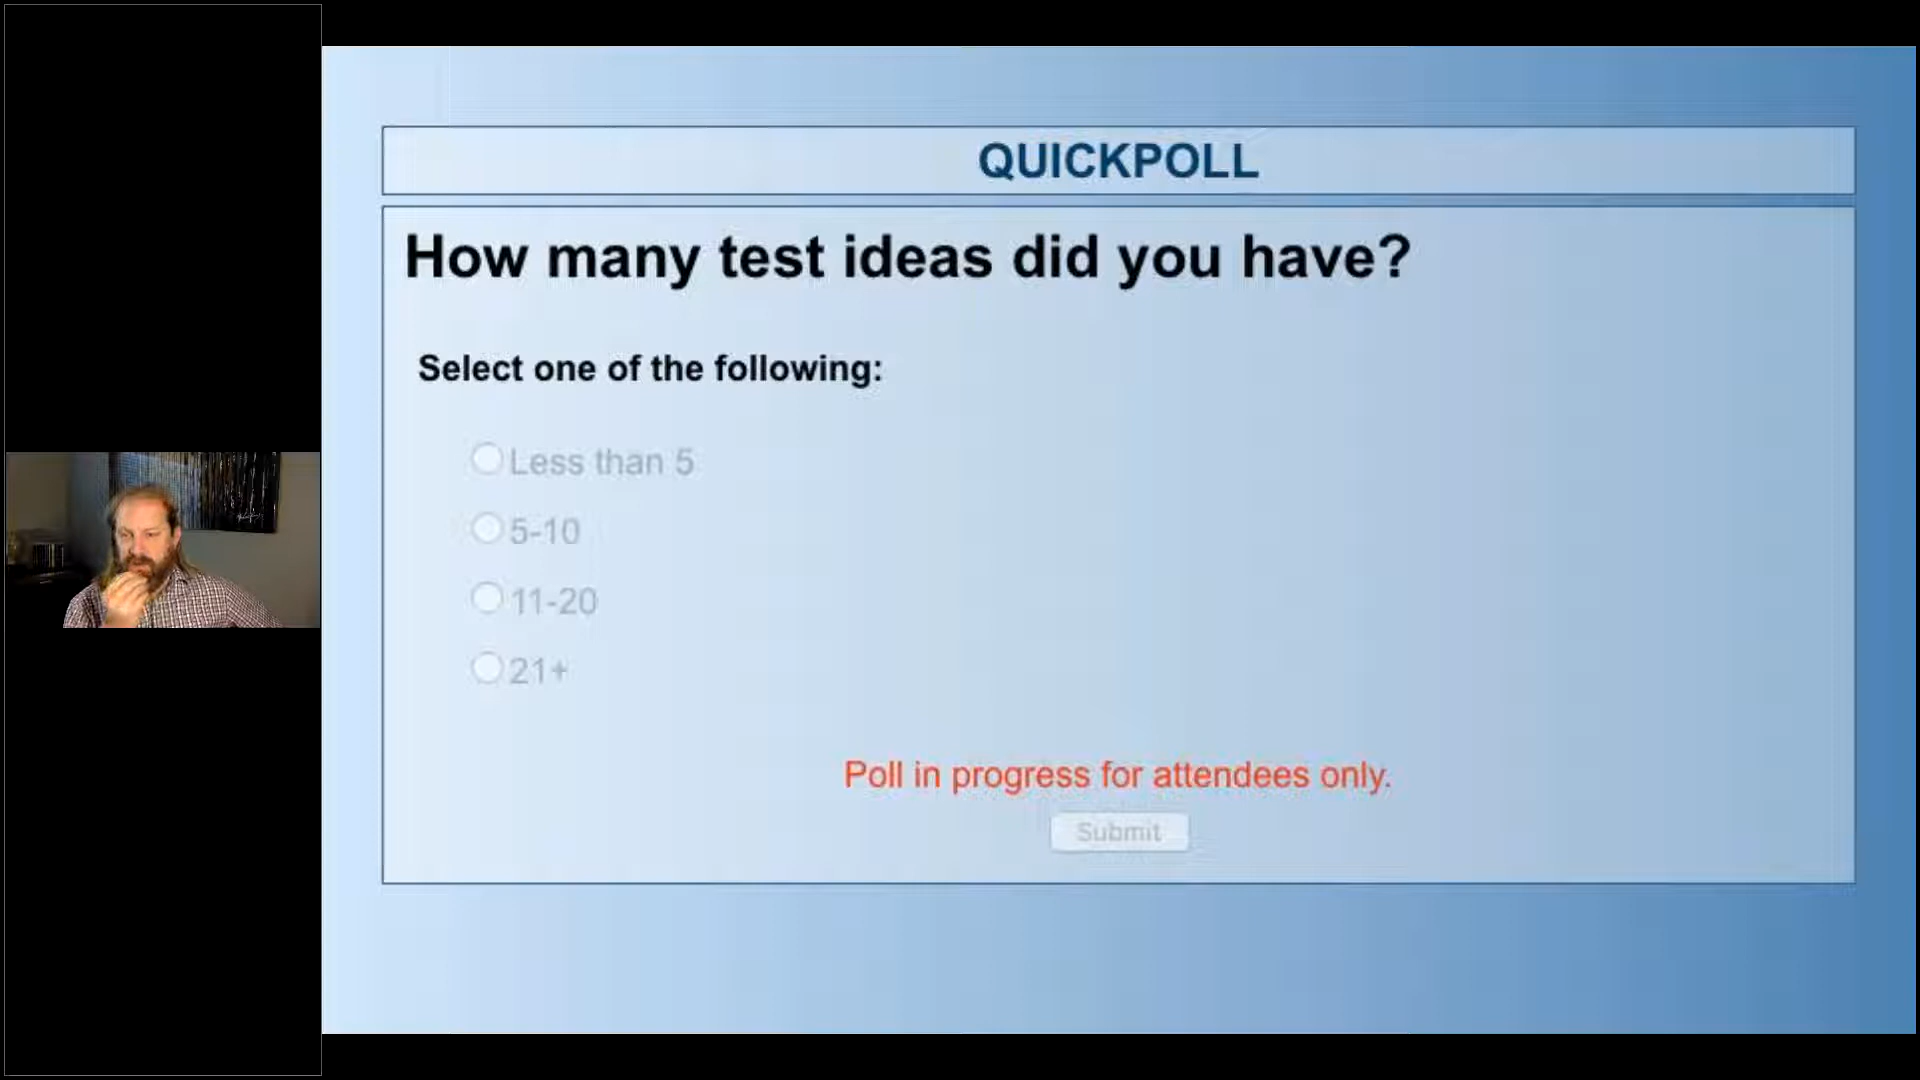 QUICKPOLL
How many test ideas did you have?
Select one of the following:
Less than 5
5-10
11-20
21+
Poll in progress for attendees only.
Submit